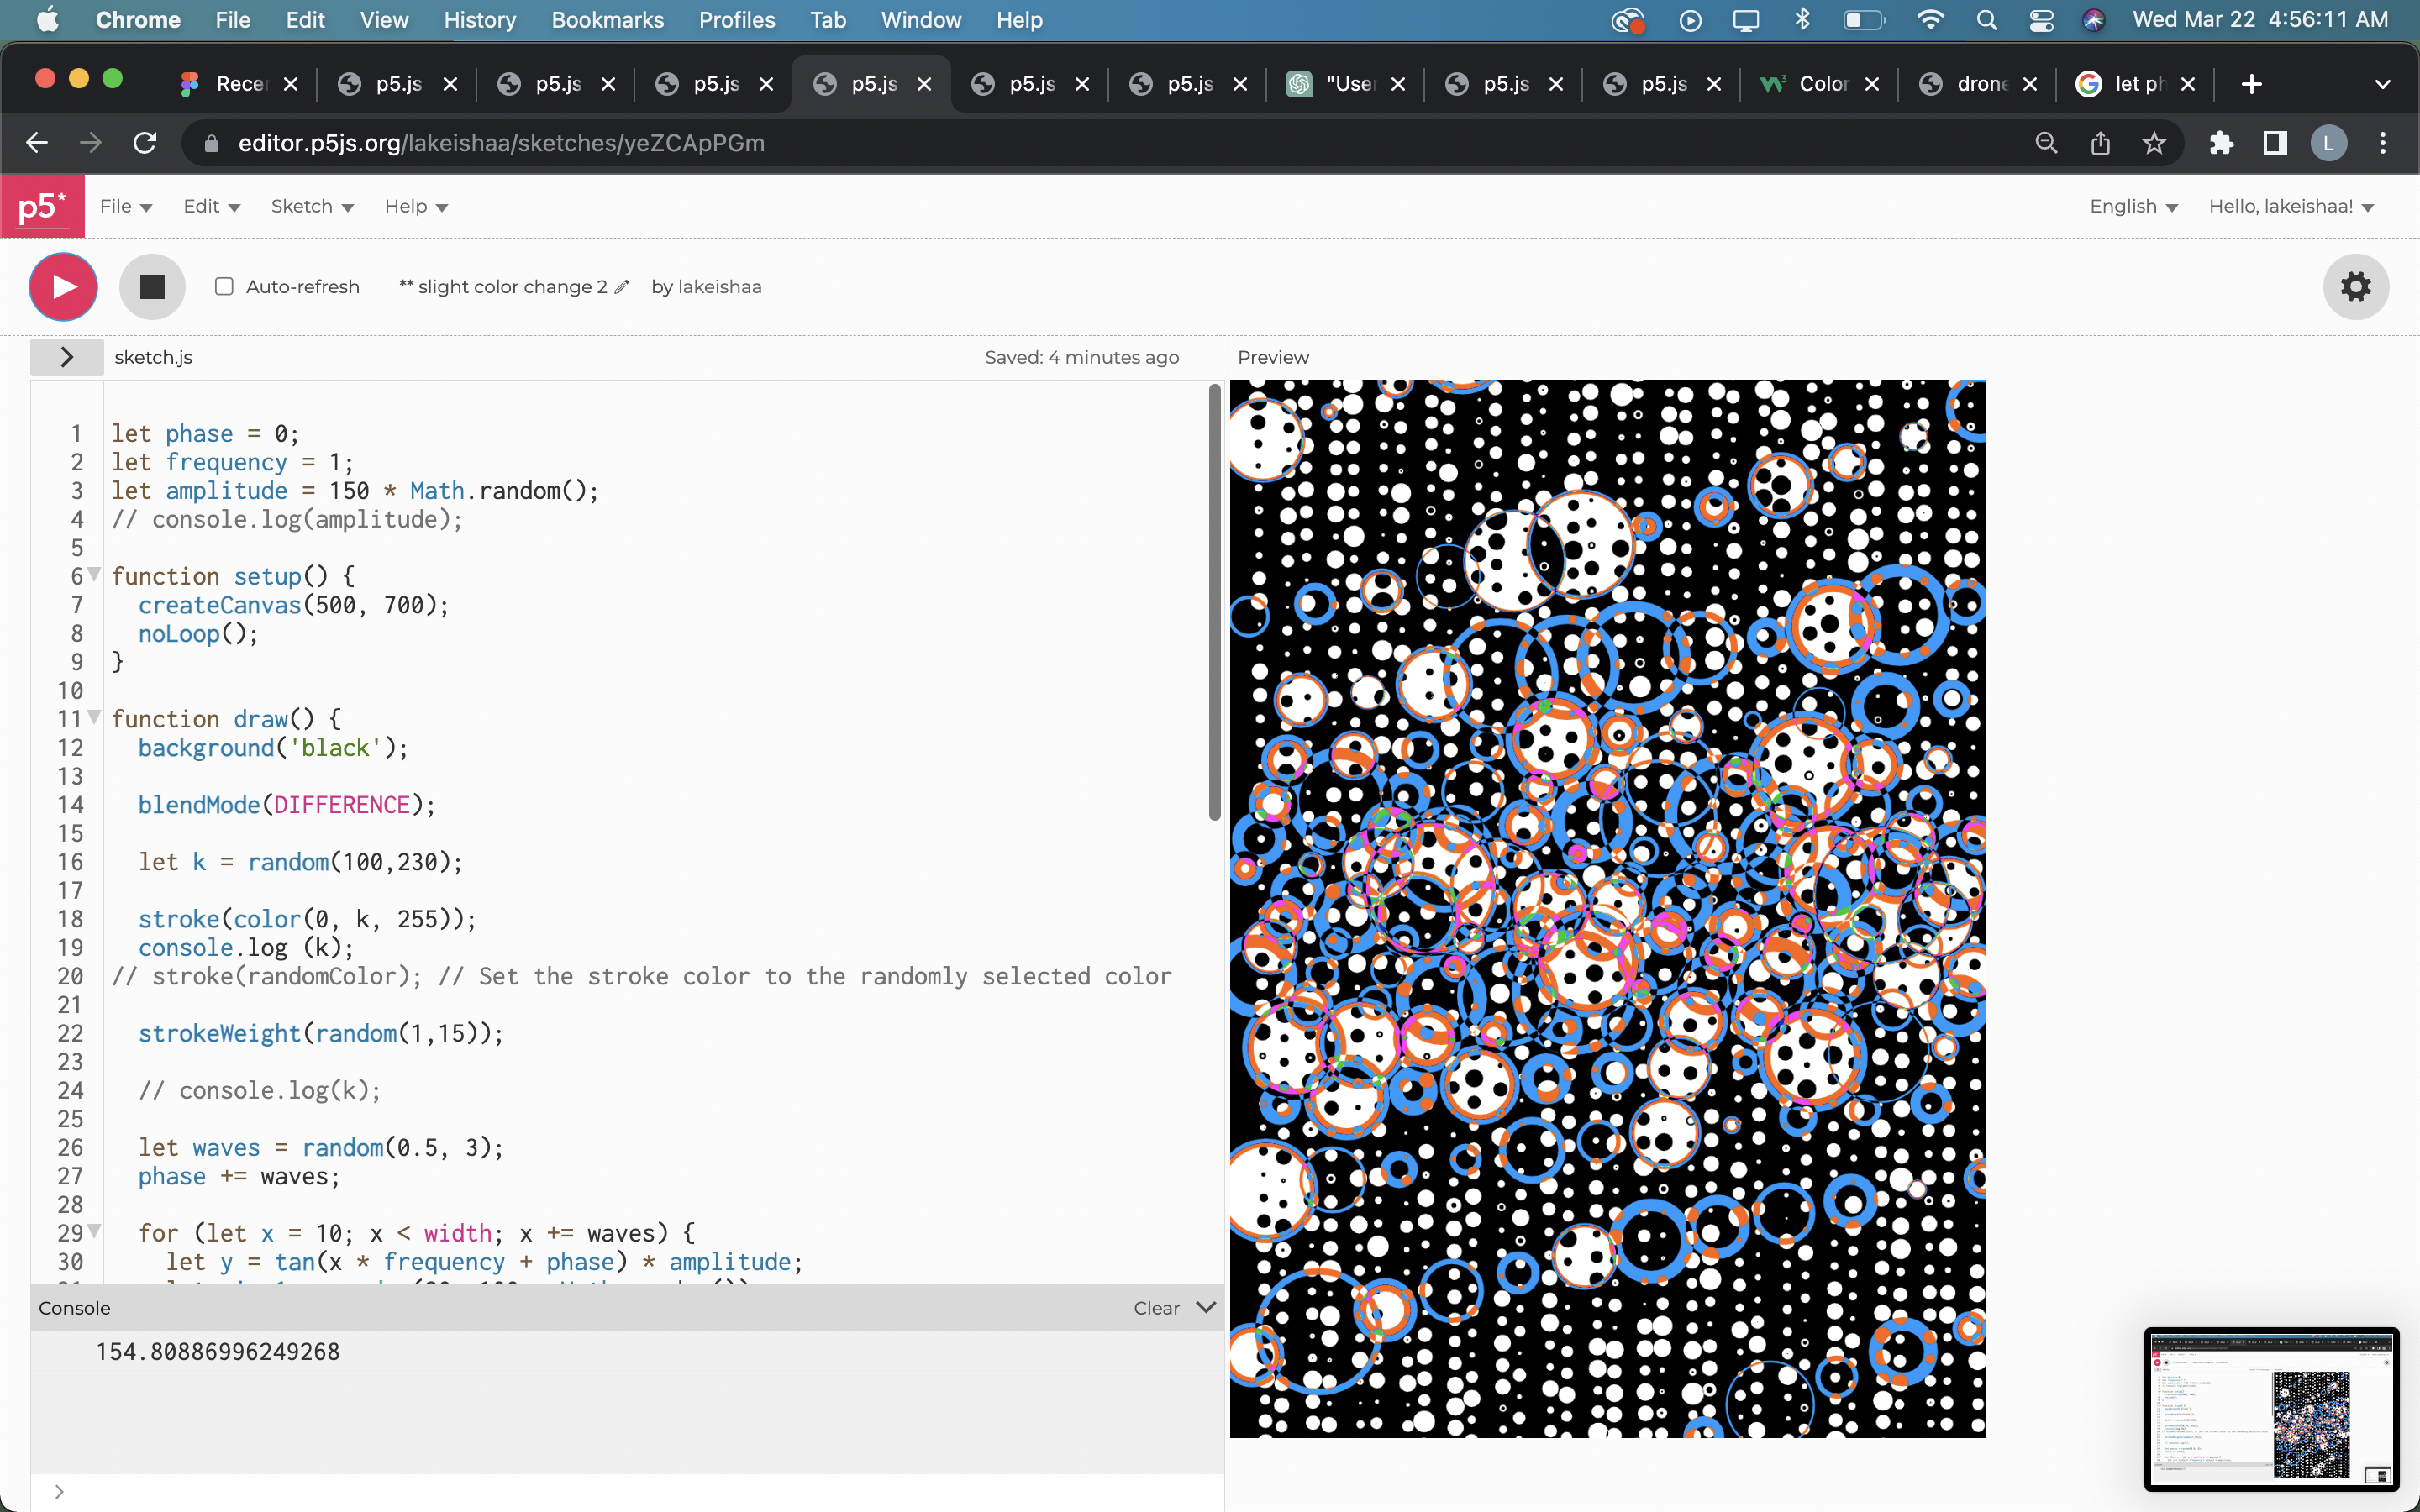 Chrome File Edit View History Bookmarks Profiles Tab Window Help Wed Mar 22 4:56:11 AM
Recer p5.js p5.js p5.js p5.js p5.js p5.js "User p5.js p5.js Color drone let ph
editor.p5js.org/lakeishaa/sketches/yeZCApPGm L
p5* File Edit Sketch Help English Hello, lakeishaa!
Auto-refresh ** slight color change 2 by lakeishaa
sketch.js Saved: 4 minutes ago Preview
1 let phase = 0;
2 let frequency = 1;
3 let amplitude = 150 * Math.random();
4 // console.log(amplitude);
5
6 function setup() {
7 createCanvas(500, 700);
8 noLoop();
9 }
10
11 function draw() {
12 background('black');
13
14 blendMode(DIFFERENCE);
15
16 let k = random(100,230);
17
18 stroke(color(0, k, 255));
19 console.log (k);
20 // stroke(randomColor); // Set the stroke color to the randomly selected color
21
22 strokeWeight(random(1,15));
23
24 // console.log(k);
25
26 let waves = random(0.5, 3);
27 phase += waves;
28
29 for (let x = 10; x < width; x += waves) {
30 let y = tan(x * frequency + phase) * amplitude;
Console Clear
154.80886996249268